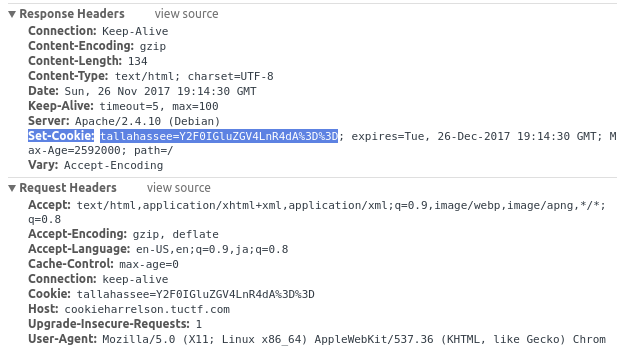 ▼ Response Headers view source
Connection: Keep-Alive
Content-Encoding: gzip
Content-Length: 134
Content-Type: text/html; charset=UTF-8
Date: Sun, 26 Nov 2017 19:14:30 GMT
Keep-Alive: timeout=5, max=100
Server: Apache/2.4.10 (Debian)
Set-Cookie: tallahassee=Y2F0IGluZGV4LnR4dA%3D%3D; expires=Tue, 26-Dec-2017 19:14:30 GMT; M
ax-Age=2592000; path=/
Vary: Accept-Encoding
▼ Request Headers view source
Accept: text/html,application/xhtml+xml,application/xml;q=0.9,image/webp,image/apng,*/*;
q=0.8
Accept-Encoding: gzip, deflate
Accept-Language: en-US,en;q=0.9,ja;q=0.8
Cache-Control: max-age=0
Connection: keep-alive
Cookie: tallahassee=Y2F0IGluZGV4LnR4dA%3D%3D
Host: cookieharrelson.tuctf.com
Upgrade-Insecure-Requests: 1
User-Agent: Mozilla/5.0 (X11; Linux x86_64) AppleWebKit/537.36 (KHTML, like Gecko) Chrom